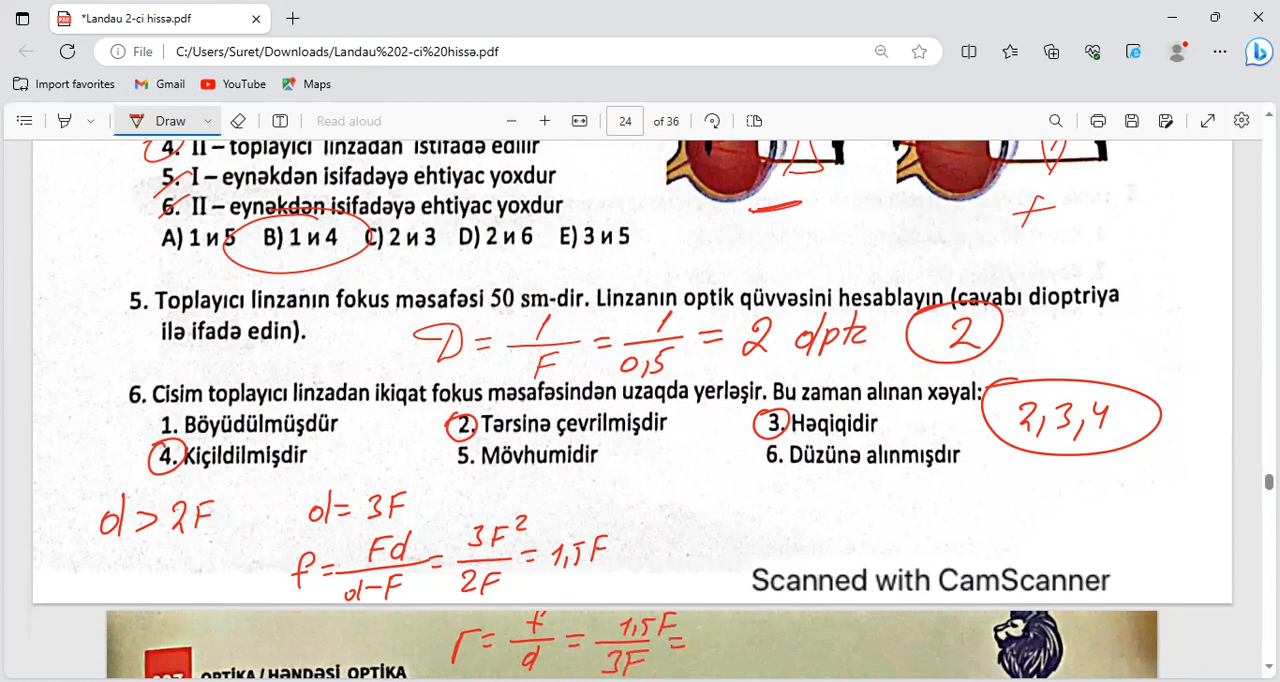 *Landau 2-ci hissə.pdf
File C:/Users/Suret/Downloads/Landau%202-ci%20hissə.pdf
Import favorites Gmail YouTube Maps
Draw Read aloud 24 of 36
4. II – toplayıcı linzadan istifadə edilir
5. I – eynəkdən isifadəyə ehtiyac yoxdur
6. II – eynəkdən isifadəyə ehtiyac yoxdur
A) 1 и 5 B) 1 и 4 C) 2 и 3 D) 2 и 6 E) 3 и 5
5. Toplayıcı linzanın fokus məsafəsi 50 sm-dir. Linzanın optik qüvvəsini hesablayın (cavabı dioptriya
ilə ifadə edin).
D = 1/F = 1/0,5 = 2 dptr 2
6. Cisim toplayıcı linzadan ikiqat fokus məsafəsindən uzaqda yerləşir. Bu zaman alınan xəyal:
2, 3, 4
1. Böyüdülmüşdür 2. Tərsinə çevrilmişdir 3. Həqiqidir
4. Kiçildilmişdir 5. Mövhumidir 6. Düzünə alınmışdır
d > 2F d = 3F
f = Fd/d-F = 3F²/2F = 1,5F
Scanned with CamScanner
Γ = f/d = 1,5F/3F =
OPTİKA / HƏNDƏSİ OPTİKA